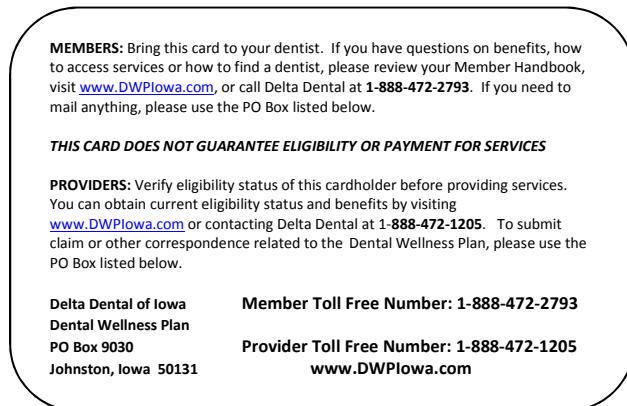 MEMBERS: Bring this card to your dentist. If you have questions on benefits, how
to access services or how to find a dentist, please review your Member Handbook,
visit www.DWPIowa.com, or call Delta Dental at 1-888-472-2793. If you need to
mail anything, please use the PO Box listed below.
THIS CARD DOES NOT GUARANTEE ELIGIBILITY OR PAYMENT FOR SERVICES
PROVIDERS: Verify eligibility status of this cardholder before providing services.
You can obtain current eligibility status and benefits by visiting
www.DWPIowa.com or contacting Delta Dental at 1-888-472-1205. To submit
claim or other correspondence related to the Dental Wellness Plan, please use the
PO Box listed below.
Delta Dental of Iowa Member Toll Free Number: 1-888-472-2793
Dental Wellness Plan
PO Box 9030 Provider Toll Free Number: 1-888-472-1205
Johnston, Iowa 50131 www.DWPIowa.com